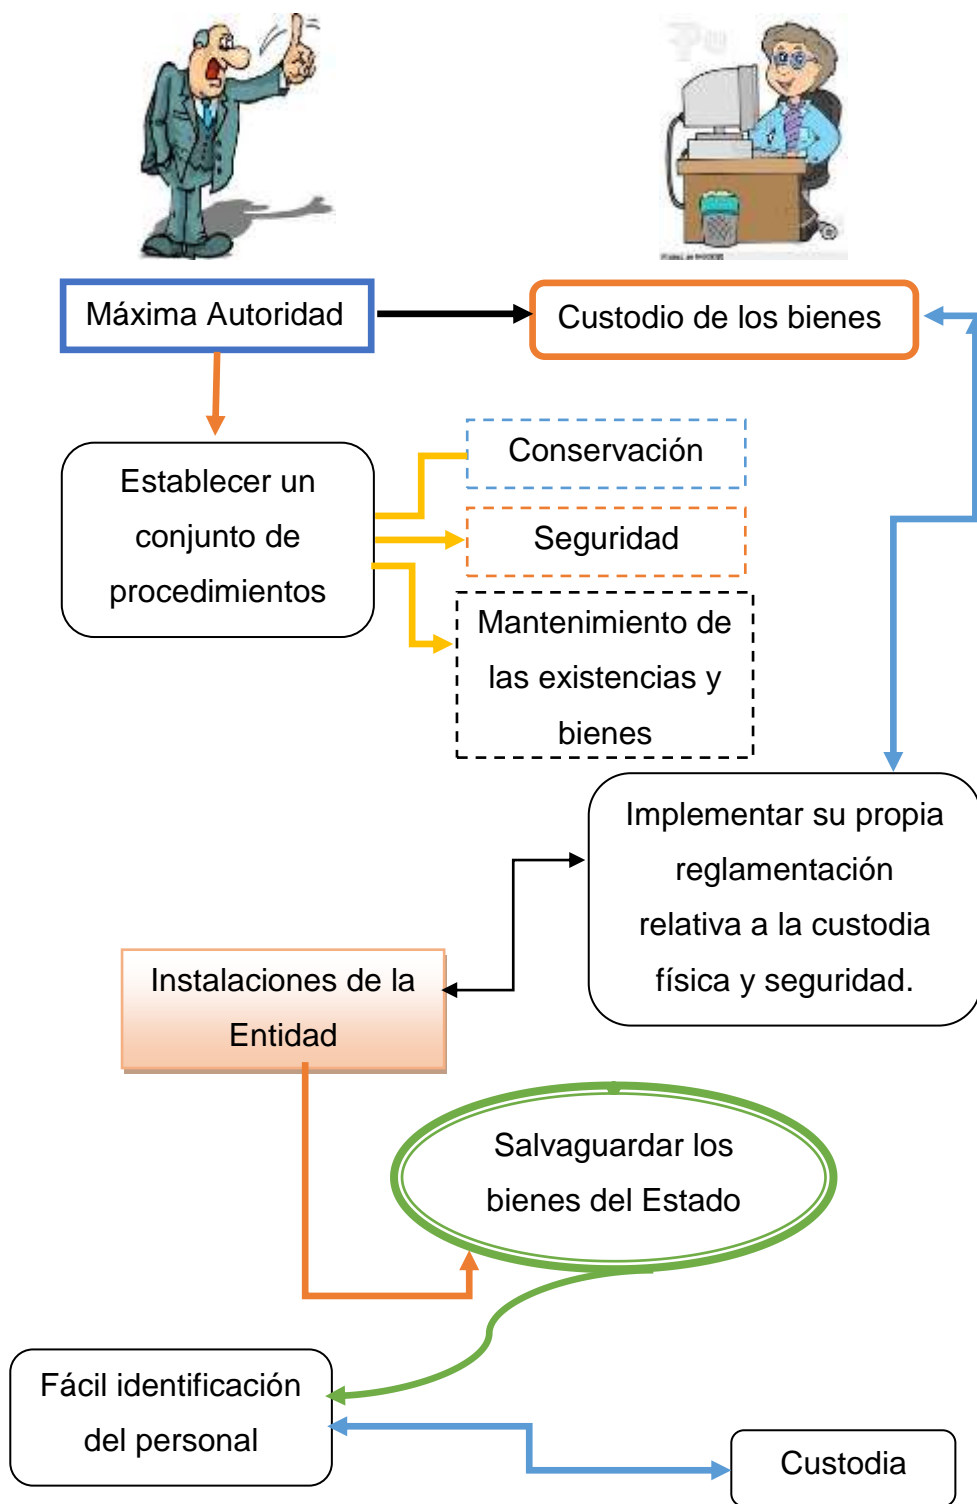 Máxima Autoridad
Custodio de los bienes
Establecer un
conjunto de
procedimientos
Conservación
Seguridad
Mantenimiento de
las existencias y
bienes
Implementar su propia
reglamentación
relativa a la custodia
física y seguridad.
Instalaciones de la
Entidad
Salvaguardar los
bienes del Estado
Fácil identificación
del personal
Custodia